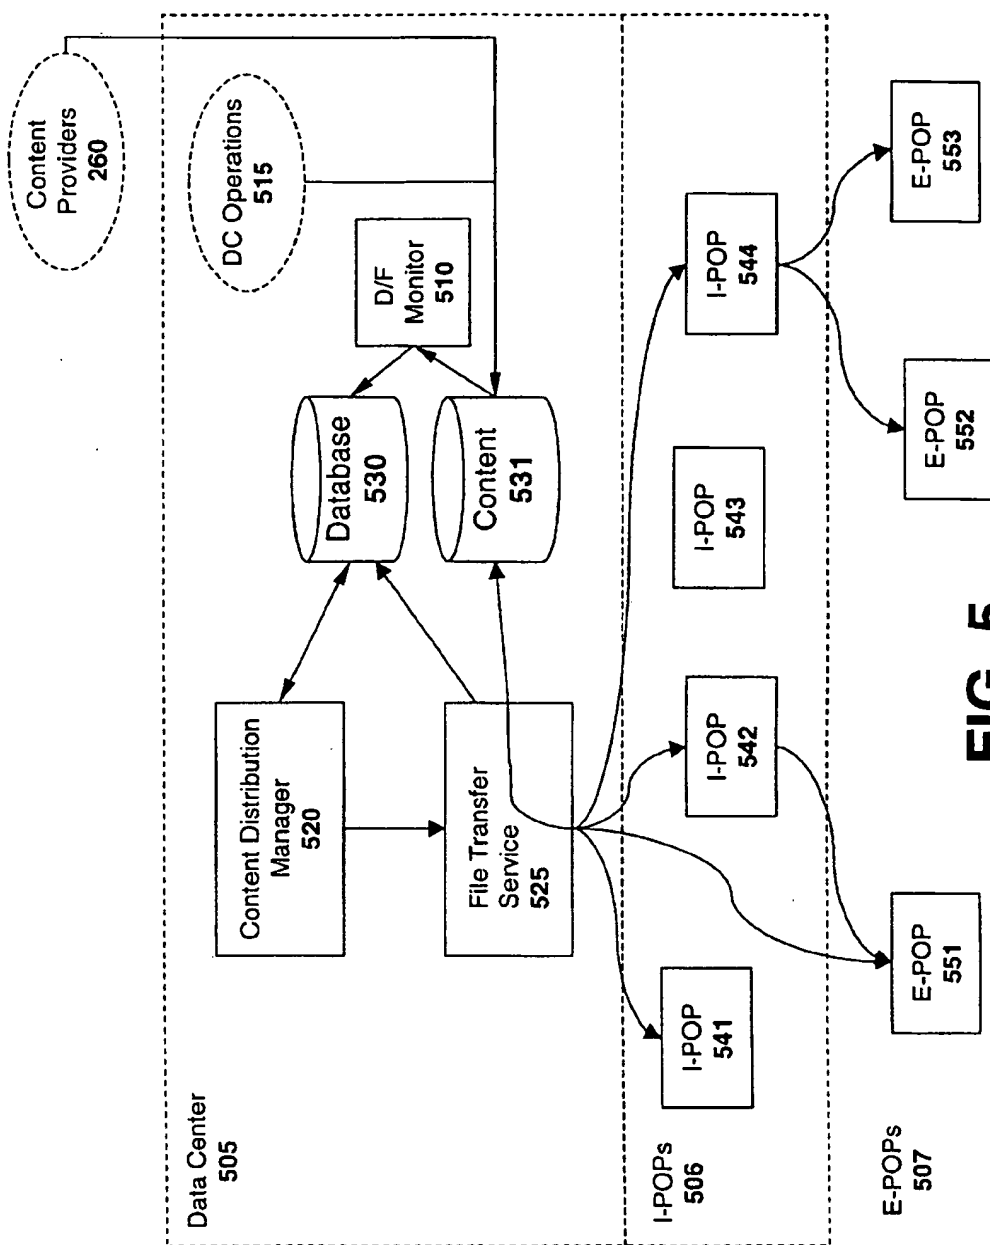 Content
Providers
260
DC Operations
515
D/F
Monitor
510
Database
530
Content
531
Content Distribution
Manager
520
File Transfer
Service
525
Data Center
505
I-POP
541
I-POP
542
I-POP
543
I-POP
544
I-POPs
506
E-POP
551
E-POP
552
E-POP
553
E-POPs
507
FIG. 5